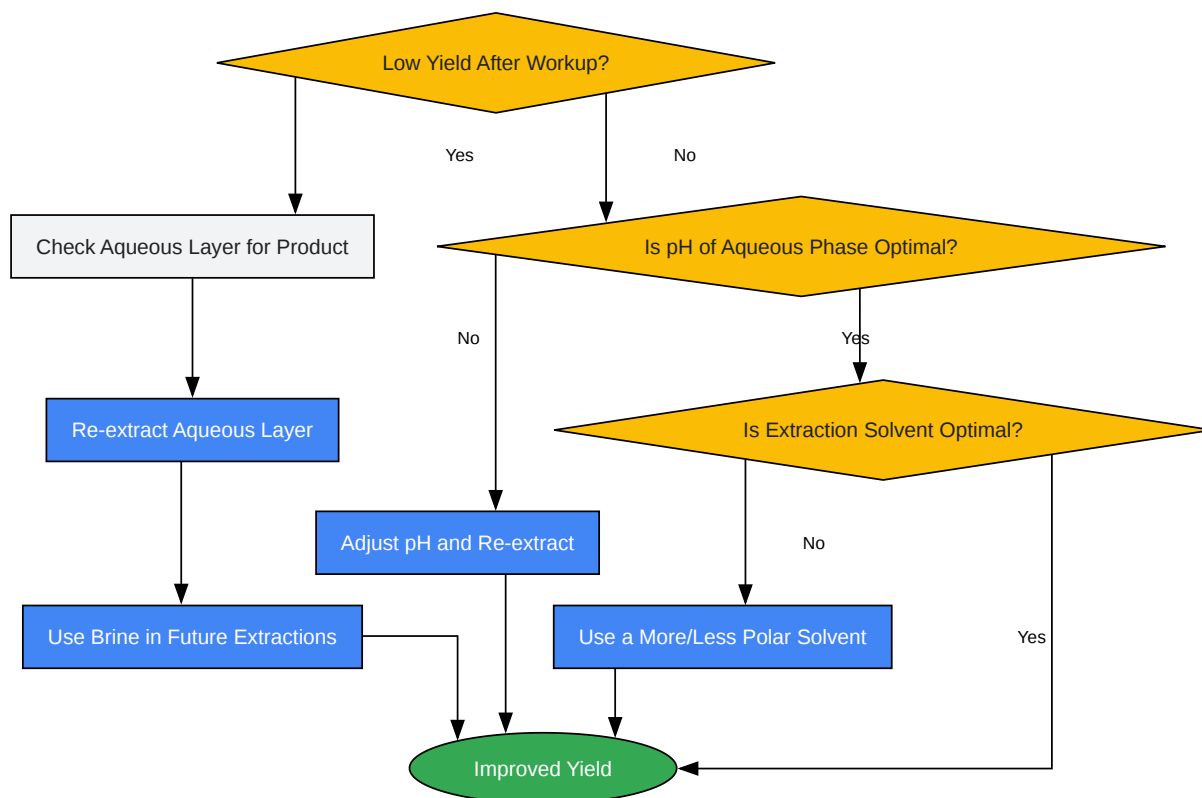 Low Yield After Workup?
Yes
No
Check Aqueous Layer for Product
Is pH of Aqueous Phase Optimal?
No
Yes
Re-extract Aqueous Layer
Is Extraction Solvent Optimal?
Adjust pH and Re-extract
No
Use Brine in Future Extractions
Use a More/Less Polar Solvent
Yes
Improved Yield